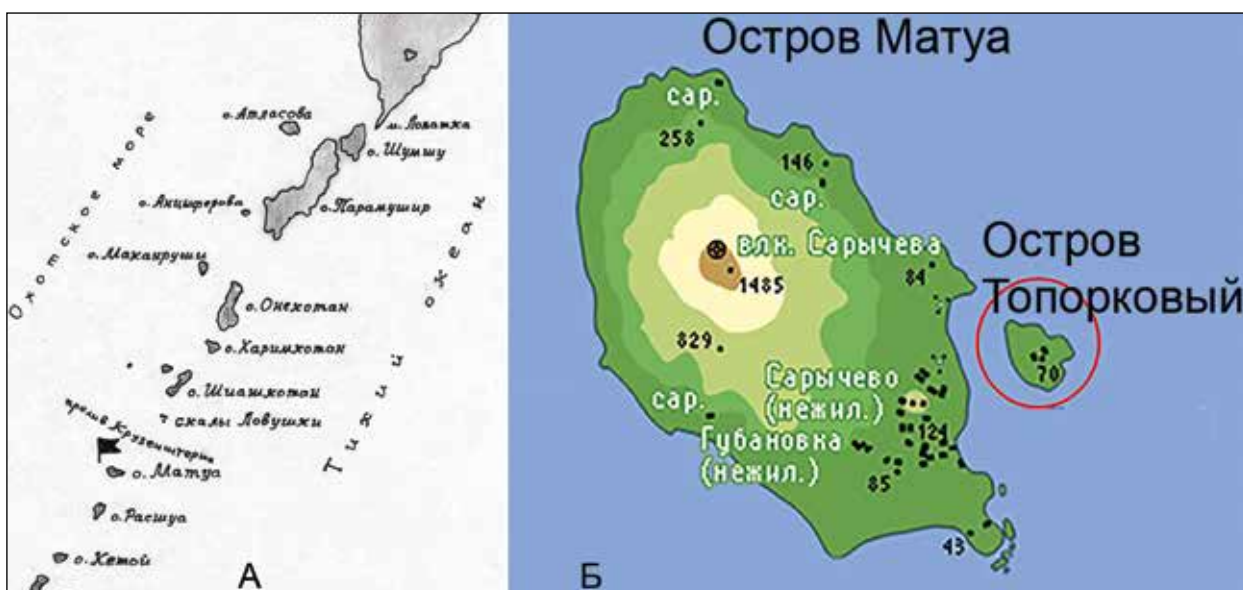 о. Атласова
м. Лопатка
о. Шумшу
о. Анциферова
о. Парамушир
Охотское море
о. Маканруши
о. Онекотан
Тихий океан
о. Харимкотан
о. Шиашкотан
скалы Ловушки
пролив Крузенштерна
о. Матуа
о. Расшуа
о. Кетой
А
Остров Матуа
сар.
258
146
сар.
влк. Сарычева
1485
84
Остров
Топорковый
829
70
Сарычево
(нежил.)
сар.
124
Губановка
(нежил.)
85
43
Б